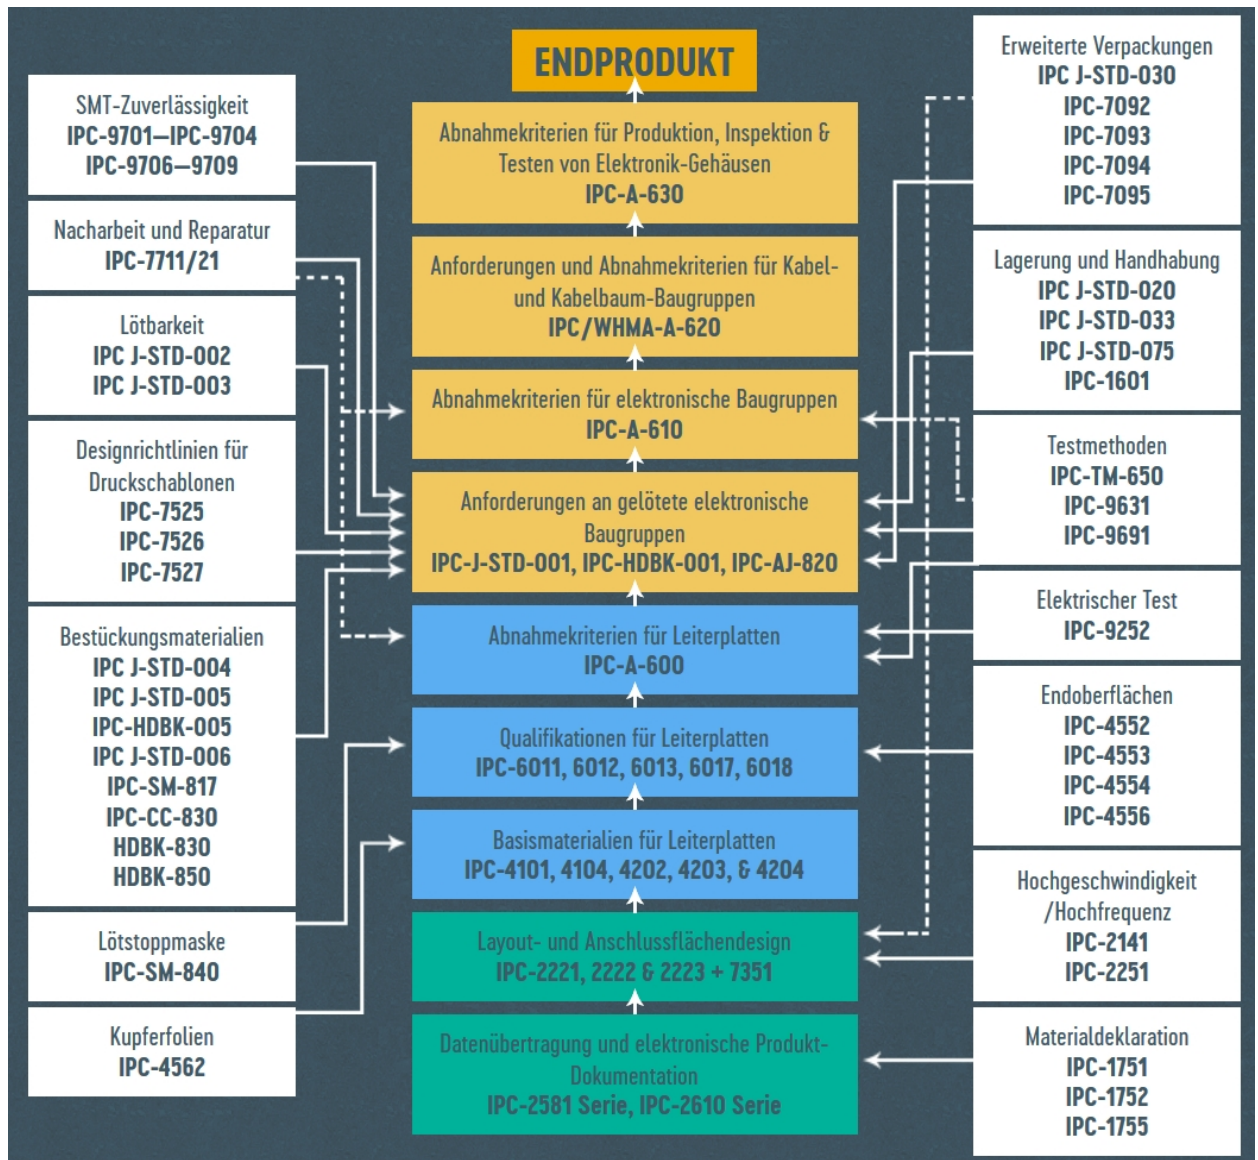 ENDPRODUKT
SMT-Zuverlässigkeit
IPC-9701—IPC-9704
IPC-9706—9709
Nacharbeit und Reparatur
IPC-7711/21
Lötbarkeit
IPC J-STD-002
IPC J-STD-003
Designrichtlinien für
Druckschablonen
IPC-7525
IPC-7526
IPC-7527
Bestückungsmaterialien
IPC J-STD-004
IPC J-STD-005
IPC-HDBK-005
IPC J-STD-006
IPC-SM-817
IPC-CC-830
HDBK-830
HDBK-850
Lötstoppmaske
IPC-SM-840
Kupferfolien
IPC-4562
Abnahmekriterien für Produktion, Inspektion &
Testen von Elektronik-Gehäusen
IPC-A-630
Anforderungen und Abnahmekriterien für Kabel-
und Kabelbaum-Baugruppen
IPC/WHMA-A-620
Abnahmekriterien für elektronische Baugruppen
IPC-A-610
Anforderungen an gelötete elektronische
Baugruppen
IPC-J-STD-001, IPC-HDBK-001, IPC-AJ-820
Abnahmekriterien für Leiterplatten
IPC-A-600
Qualifikationen für Leiterplatten
IPC-6011, 6012, 6013, 6017, 6018
Basismaterialien für Leiterplatten
IPC-4101, 4104, 4202, 4203, & 4204
Layout- und Anschlussflächendesign
IPC-2221, 2222 & 2223 + 7351
Datenübertragung und elektronische Produkt-
Dokumentation
IPC-2581 Serie, IPC-2610 Serie
Erweiterte Verpackungen
IPC J-STD-030
IPC-7092
IPC-7093
IPC-7094
IPC-7095
Lagerung und Handhabung
IPC J-STD-020
IPC J-STD-033
IPC J-STD-075
IPC-1601
Testmethoden
IPC-TM-650
IPC-9631
IPC-9691
Elektrischer Test
IPC-9252
Endoberflächen
IPC-4552
IPC-4553
IPC-4554
IPC-4556
Hochgeschwindigkeit
/Hochfrequenz
IPC-2141
IPC-2251
Materialdeklaration
IPC-1751
IPC-1752
IPC-1755